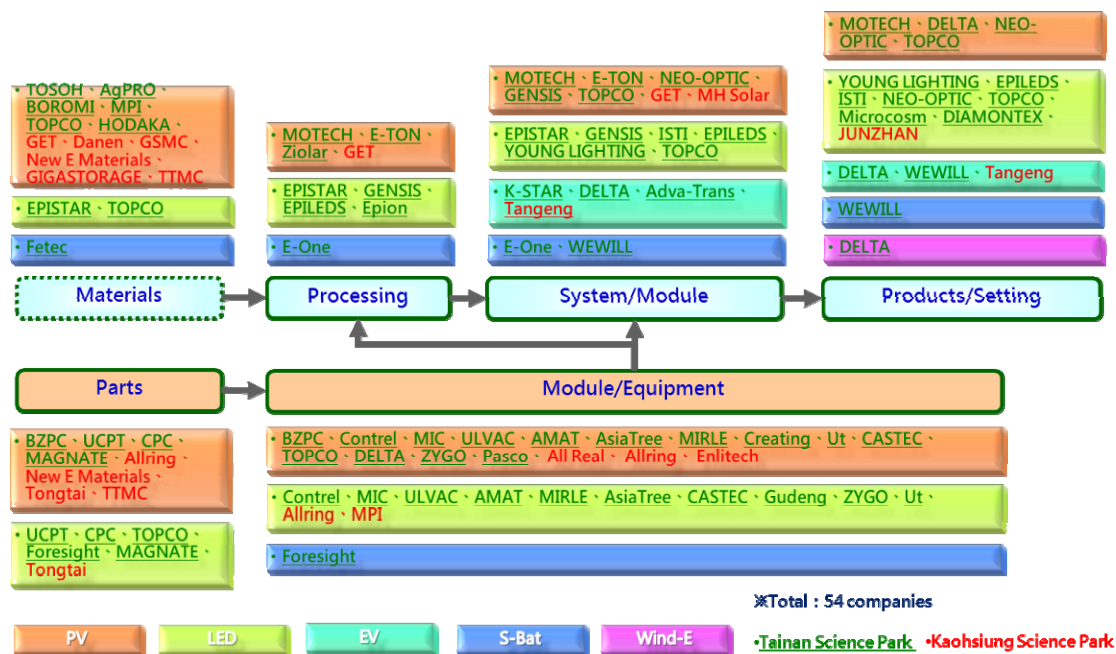 • TOSOH、AgPRO、
BOROMI、MPI、
TOPCO、HODAKA、
GET、Danen、GSMC、
New E Materials、
GIGASTORAGE、TTMC
• EPISTAR、TOPCO
• Fetec
Materials
• MOTECH、E-TON、
Ziolar、GET
• EPISTAR、GENSIS、
EPILEDS、Epion
• E-One
Processing
• MOTECH、E-TON、NEO-OPTIC、
GENSIS、TOPCO、GET、MH Solar
• EPISTAR、GENSIS、ISTI、EPILEDS、
YOUNG LIGHTING、TOPCO
• K-STAR、DELTA、Adva-Trans、
Tangeng
• E-One、WEWILL
System/Module
• MOTECH、DELTA、NEO-
OPTIC、TOPCO
• YOUNG LIGHTING、EPILEDS、
ISTI、NEO-OPTIC、TOPCO、
Microcosm、DIAMONTEX、
JUNZHAN
• DELTA、WEWILL、Tangeng
• WEWILL
• DELTA
Products/Setting
Parts
• BZPC、UCPT、CPC、
MAGNATE、Allring、
New E Materials、
Tongtai、TTMC
• UCPT、CPC、TOPCO、
Foresight、MAGNATE、
Tongtai
Module/Equipment
• BZPC、Contrel、MIC、ULVAC、AMAT、AsiaTree、MIRLE、Creating、Ut、CASTEC、
TOPCO、DELTA、ZYGO、Pasco、All Real、Allring、Enlitech
• Contrel、MIC、ULVAC、AMAT、MIRLE、AsiaTree、CASTEC、Gudeng、ZYGO、Ut、
Allring、MPI
• Foresight
※Total：54 companies
PV
LED
EV
S-Bat
Wind-E
•Tainan Science Park •Kaohsiung Science Park